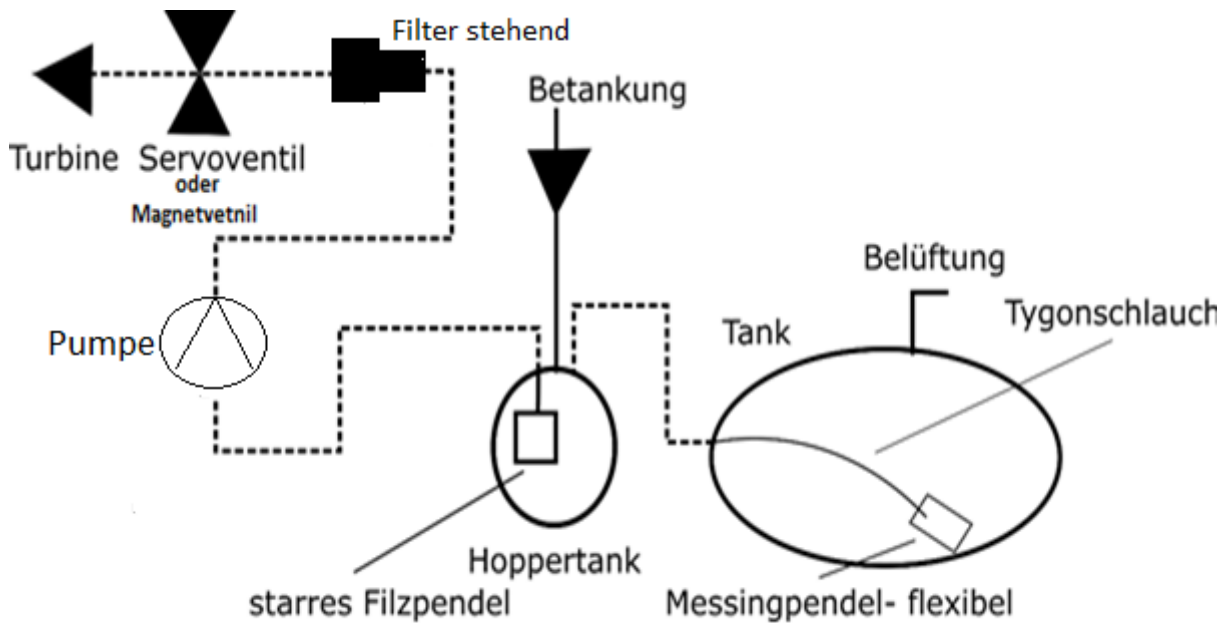 Filter stehend
Betankung
Turbine Servoventil
oder
Magnetvetnil
Belüftung
Tygonschlauch
Tank
Pumpe
Hoppertank
starres Filzpendel
Messingpendel- flexibel